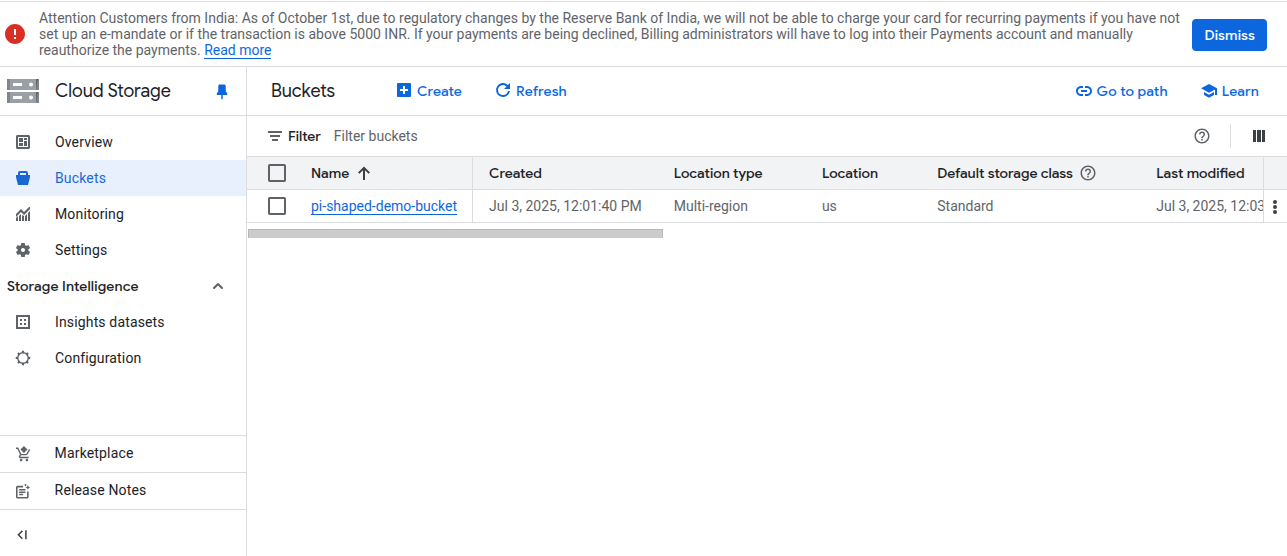 Attention Customers from India: As of October 1st, due to regulatory changes by the Reserve Bank of India, we will not be able to charge your card for recurring payments if you have not
set up an e-mandate or if the transaction is above 5000 INR. If your payments are being declined, Billing administrators will have to log into their Payments account and manually
reauthorize the payments. Read more
Dismiss
Cloud Storage
Buckets
Create
Refresh
Go to path
Learn
Overview
Buckets
Monitoring
Settings
Storage Intelligence
Insights datasets
Configuration
Marketplace
Release Notes
Filter Filter buckets
Name Created Location type Location Default storage class Last modified
pi-shaped-demo-bucket Jul 3, 2025, 12:01:40 PM Multi-region us Standard Jul 3, 2025, 12:03